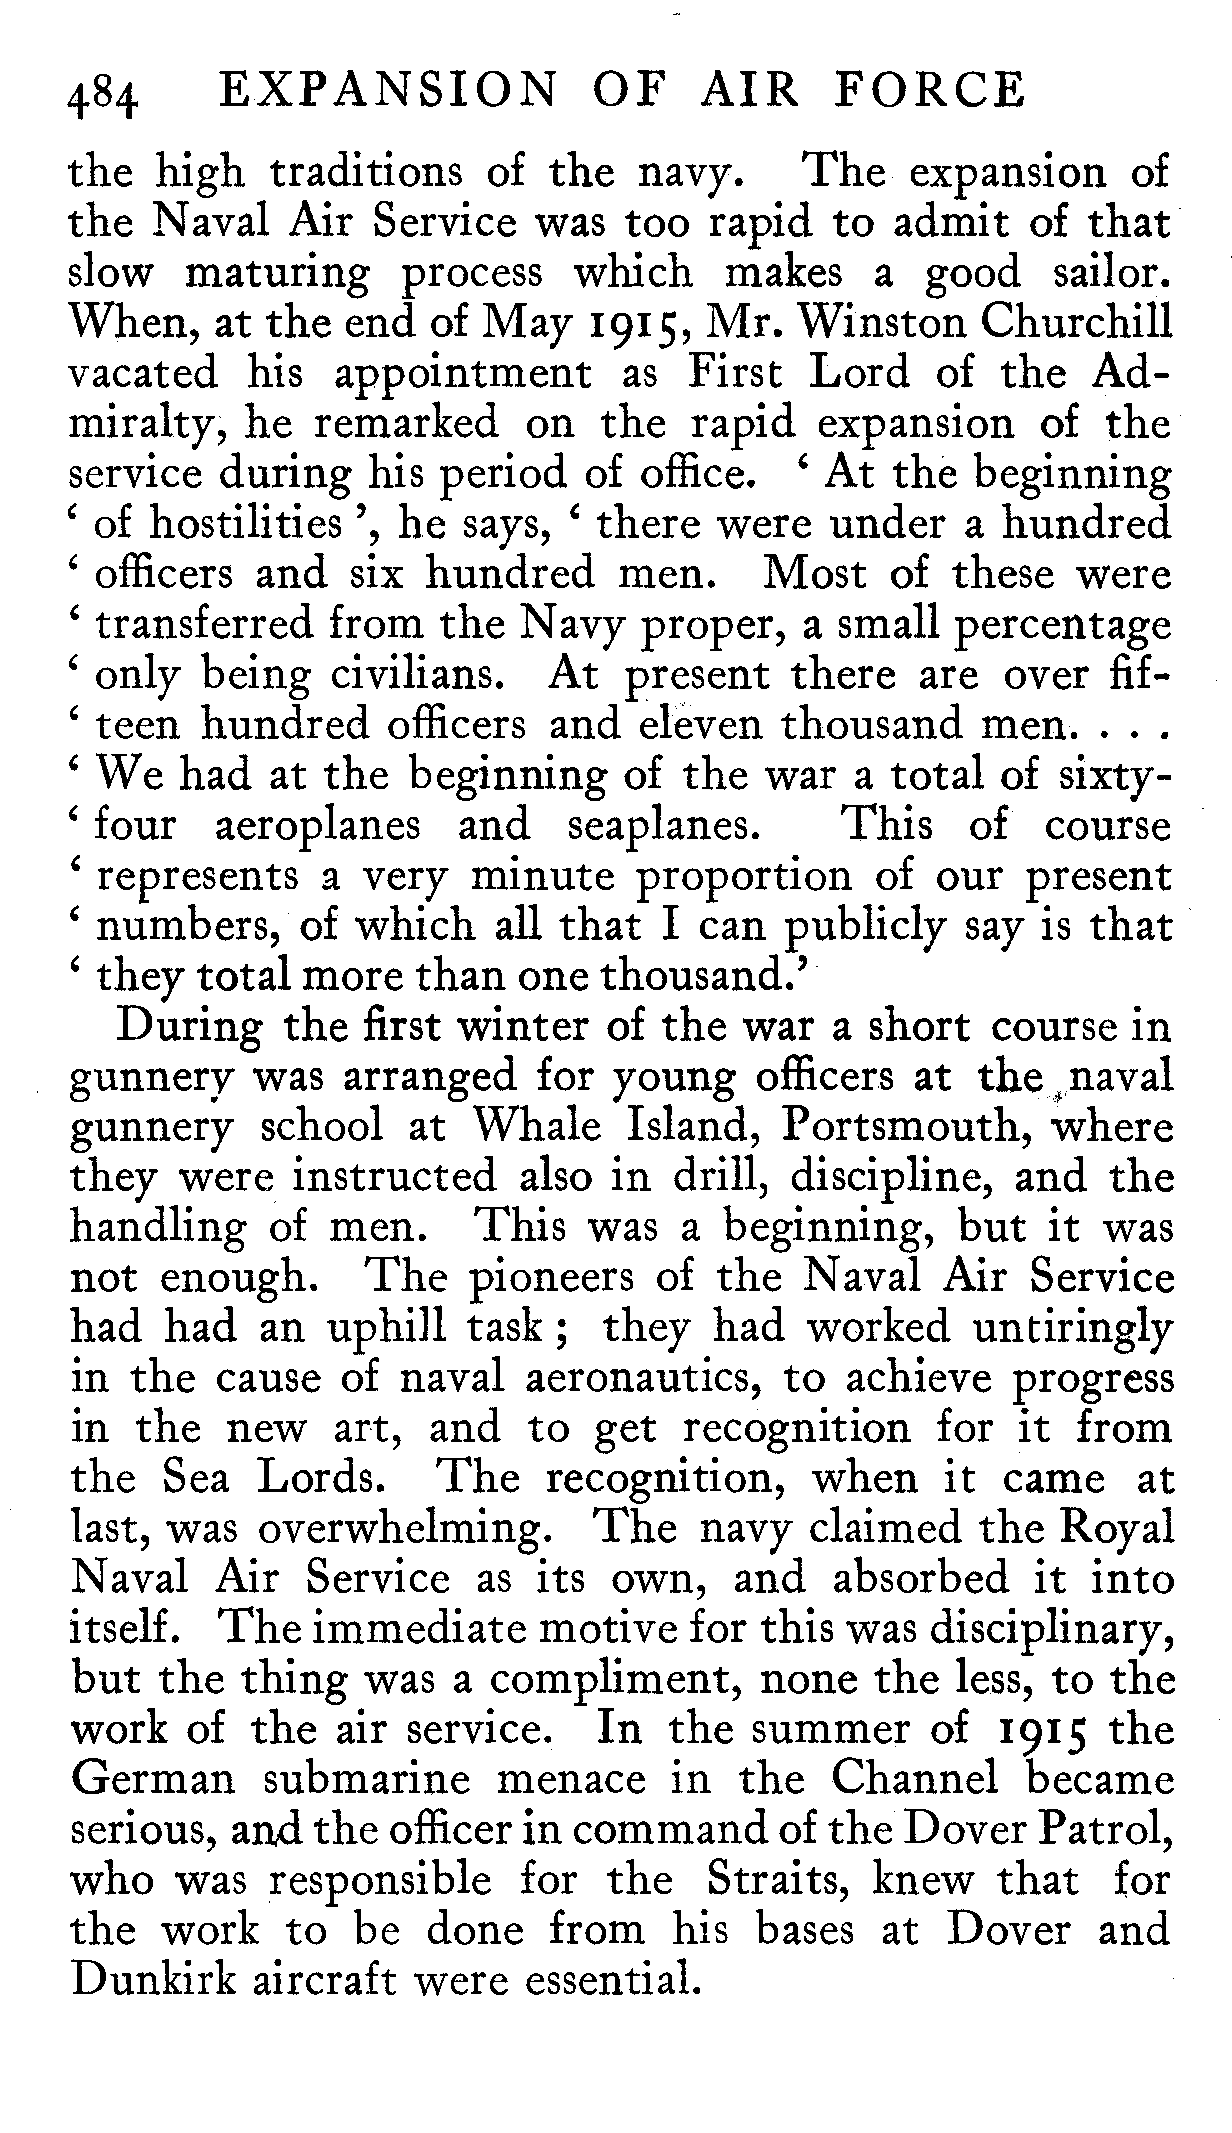 484 EXPANSION OF AIR FORCE
the high traditions of the navy. The expansion of
the Naval Air Service was too rapid to admit of that
slow maturing process which makes a good sailor.
When, at the end of May 1915, Mr. Winston Churchill
vacated his appointment as First Lord of the Ad-
miralty, he remarked on the rapid expansion of the
service during his period of office. ‘ At the beginning
‘ of hostilities ’, he says, ‘ there were under a hundred
‘ officers and six hundred men. Most of these were
‘ transferred from the Navy proper, a small percentage
‘ only being civilians. At present there are over fif-
‘ teen hundred officers and eleven thousand men. . . .
‘ We had at the beginning of the war a total of sixty-
‘ four aeroplanes and seaplanes. This of course
‘ represents a very minute proportion of our present
‘ numbers, of which all that I can publicly say is that
‘ they total more than one thousand.’
During the first winter of the war a short course in
gunnery was arranged for young officers at the naval
gunnery school at Whale Island, Portsmouth, where
they were instructed also in drill, discipline, and the
handling of men. This was a beginning, but it was
not enough. The pioneers of the Naval Air Service
had had an uphill task ; they had worked untiringly
in the cause of naval aeronautics, to achieve progress
in the new art, and to get recognition for it from
the Sea Lords. The recognition, when it came at
last, was overwhelming. The navy claimed the Royal
Naval Air Service as its own, and absorbed it into
itself. The immediate motive for this was disciplinary,
but the thing was a compliment, none the less, to the
work of the air service. In the summer of 1915 the
German submarine menace in the Channel became
serious, and the officer in command of the Dover Patrol,
who was responsible for the Straits, knew that for
the work to be done from his bases at Dover and
Dunkirk aircraft were essential.